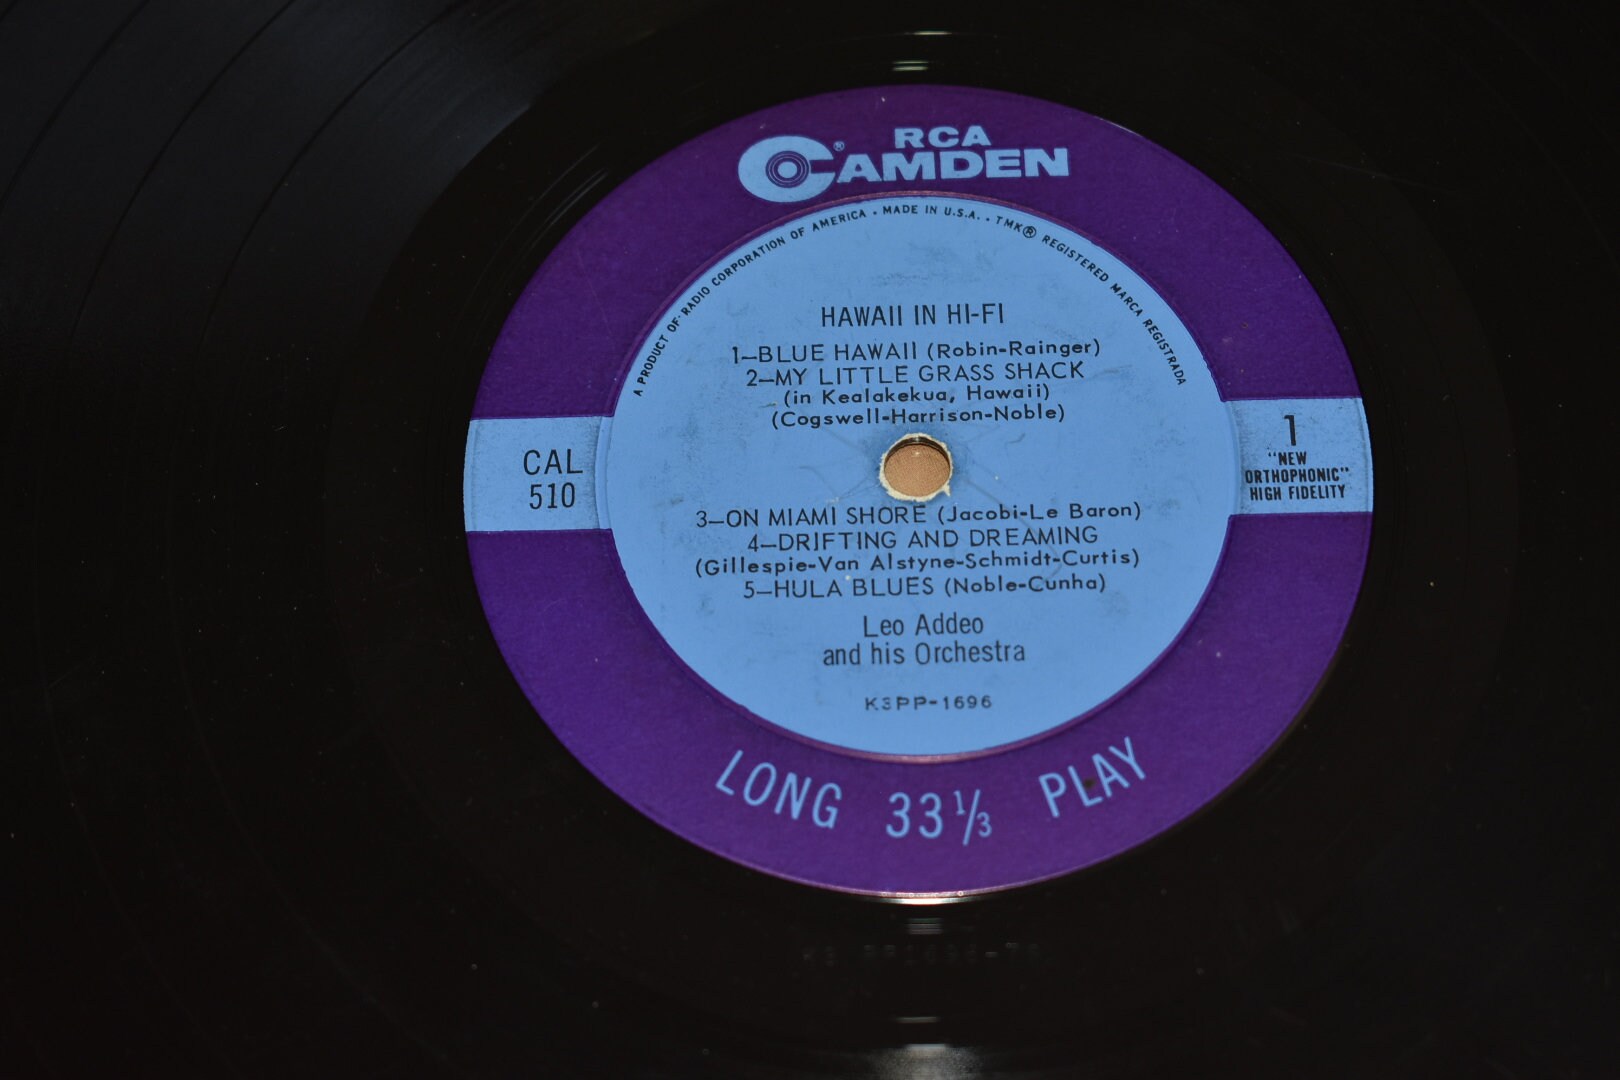 RCA
CAMDEN®
A PRODUCT OF RADIO CORPORATION OF AMERICA • MADE IN U.S.A. • TMK® REGISTERED MARCA REGISTRADA
HAWAII IN HI-FI
1—BLUE HAWAII (Robin-Rainger)
2—MY LITTLE GRASS SHACK
(in Kealakekua, Hawaii)
(Cogswell-Harrison-Noble)
CAL
510
1
"NEW
ORTHOPHONIC"
HIGH FIDELITY
3—ON MIAMI SHORE (Jacobi-Le Baron)
4—DRIFTING AND DREAMING
(Gillespie-Van Alstyne-Schmidt-Curtis)
5—HULA BLUES (Noble-Cunha)
Leo Addeo
and his Orchestra
K3PP-1696
LONG 33⅓ PLAY